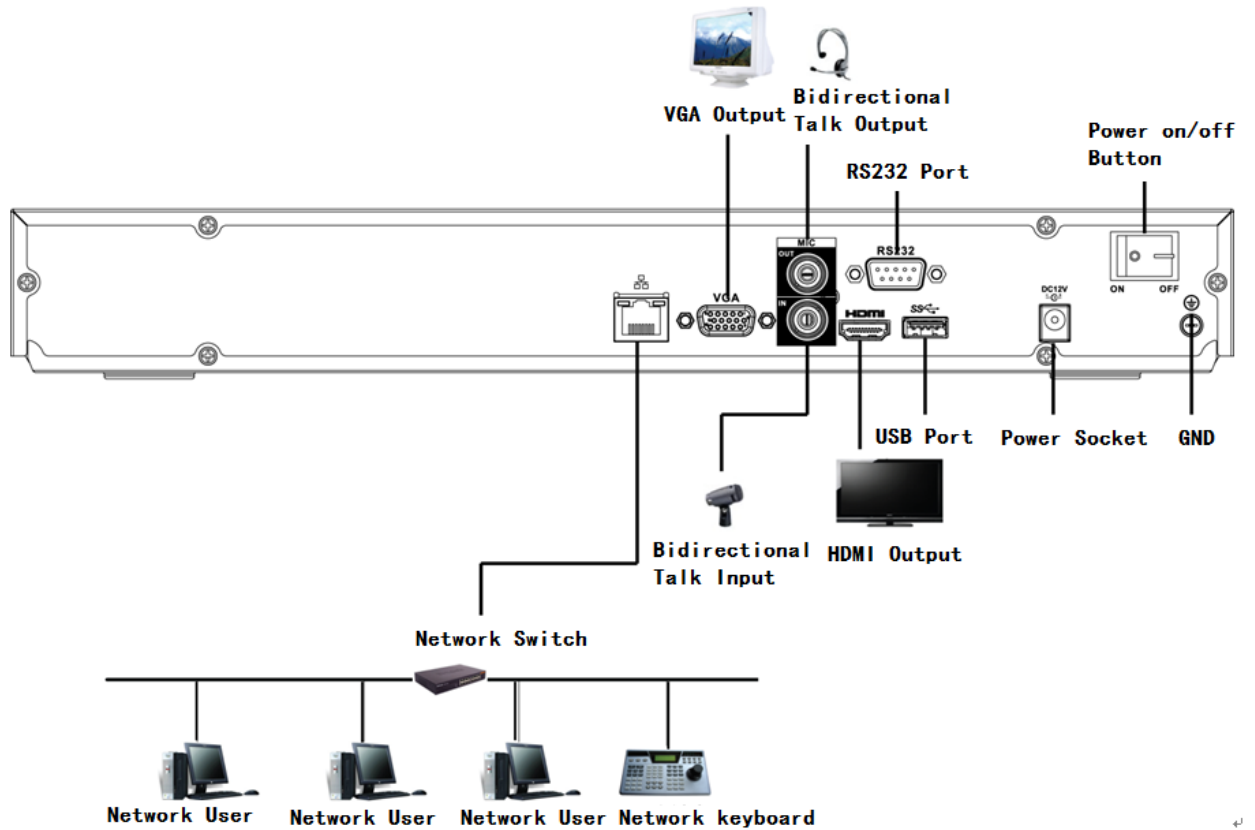 VGA Output
Bidirectional
Talk Output
RS232 Port
Power on/off
Button
MIC
OUT
RS232
VGA
IN
HDMI
SS
DC12V
ON OFF
USB Port
Power Socket
GND
Bidirectional
Talk Input
HDMI Output
Network Switch
Network User
Network User
Network User
Network keyboard